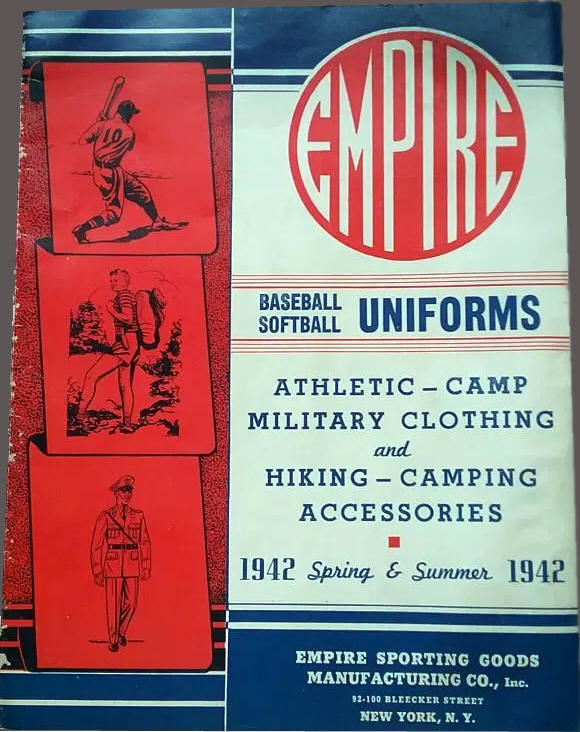 EMPIRE
10
BASEBALL
SOFTBALL
UNIFORMS
ATHLETIC – CAMP
MILITARY CLOTHING
and
HIKING – CAMPING
ACCESSORIES
1942 Spring & Summer 1942
EMPIRE SPORTING GOODS
MANUFACTURING CO., Inc.
92-100 BLEECKER STREET
NEW YORK, N. Y.